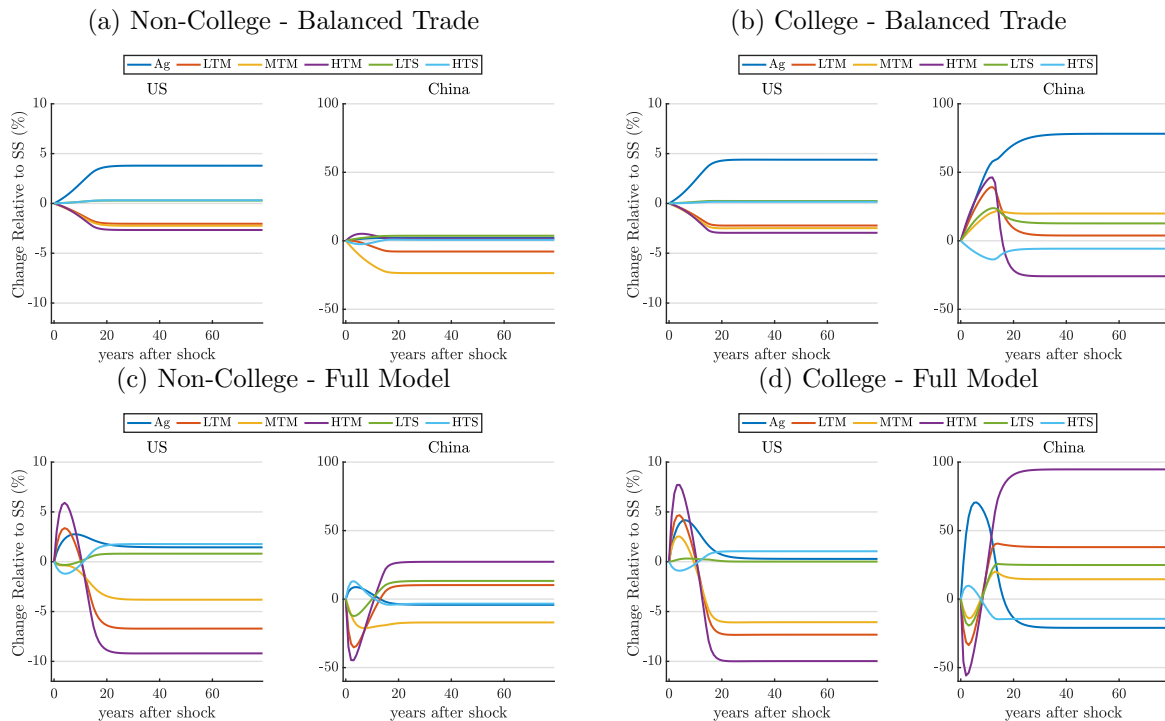 (a) Non-College - Balanced Trade
Ag LTM MTM HTM LTS HTS
US
China
Change Relative to SS (%)
10
5
0
-5
-10
0 20 40 60
years after shock
100
50
0
-50
0 20 40 60
years after shock
(b) College - Balanced Trade
Ag LTM MTM HTM LTS HTS
US
China
Change Relative to SS (%)
10
5
0
-5
-10
0 20 40 60
years after shock
100
50
0
-50
0 20 40 60
years after shock
(c) Non-College - Full Model
Ag LTM MTM HTM LTS HTS
US
China
Change Relative to SS (%)
10
5
0
-5
-10
0 20 40 60
years after shock
100
50
0
-50
0 20 40 60
years after shock
(d) College - Full Model
Ag LTM MTM HTM LTS HTS
US
China
Change Relative to SS (%)
10
5
0
-5
-10
0 20 40 60
years after shock
100
50
0
-50
0 20 40 60
years after shock